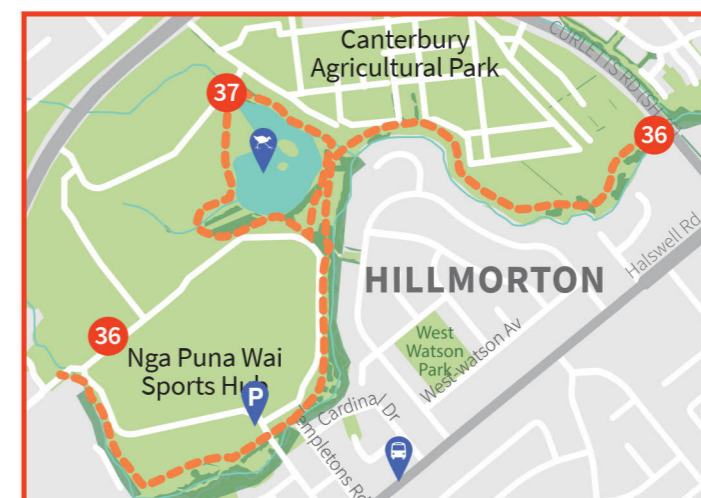 Canterbury
Agricultural Park
CURLETTS RD (SH
37
36
HILLMORTON
Halswell Rd
36
Nga Puna Wai
Sports Hub
P
West
Watson
Park
West-watson Av
Cardinal Dr
empletons Rd